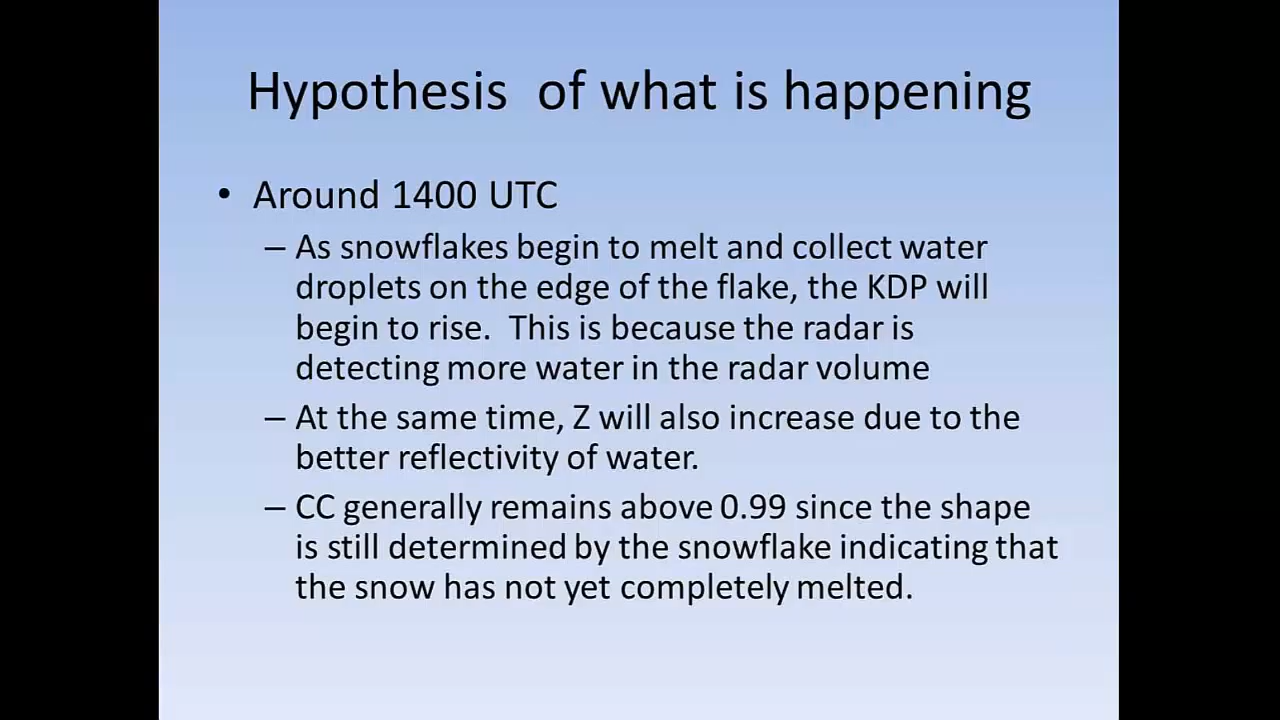 Hypothesis  of what is happening
• Around 1400 UTC
– As snowflakes begin to melt and collect water
droplets on the edge of the flake, the KDP will
begin to rise.  This is because the radar is
detecting more water in the radar volume
– At the same time, Z will also increase due to the
better reflectivity of water.
– CC generally remains above 0.99 since the shape
is still determined by the snowflake indicating that
the snow has not yet completely melted.